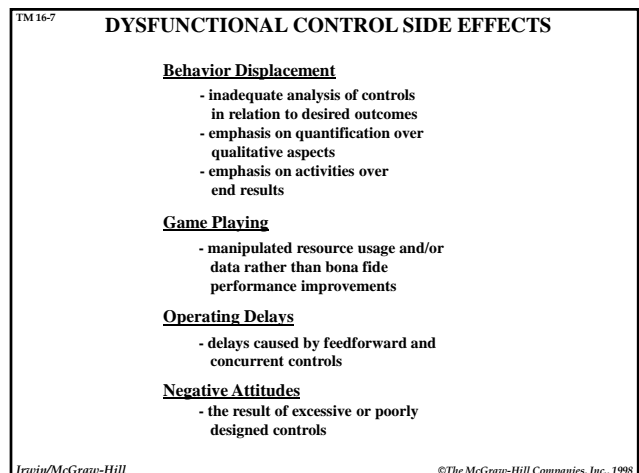 TM 16-7
DYSFUNCTIONAL CONTROL SIDE EFFECTS
Behavior Displacement
- inadequate analysis of controls
in relation to desired outcomes
- emphasis on quantification over
qualitative aspects
- emphasis on activities over
end results
Game Playing
- manipulated resource usage and/or
data rather than bona fide
performance improvements
Operating Delays
- delays caused by feedforward and
concurrent controls
Negative Attitudes
- the result of excessive or poorly
designed controls
Irwin/McGraw-Hill
©The McGraw-Hill Companies, Inc., 1998